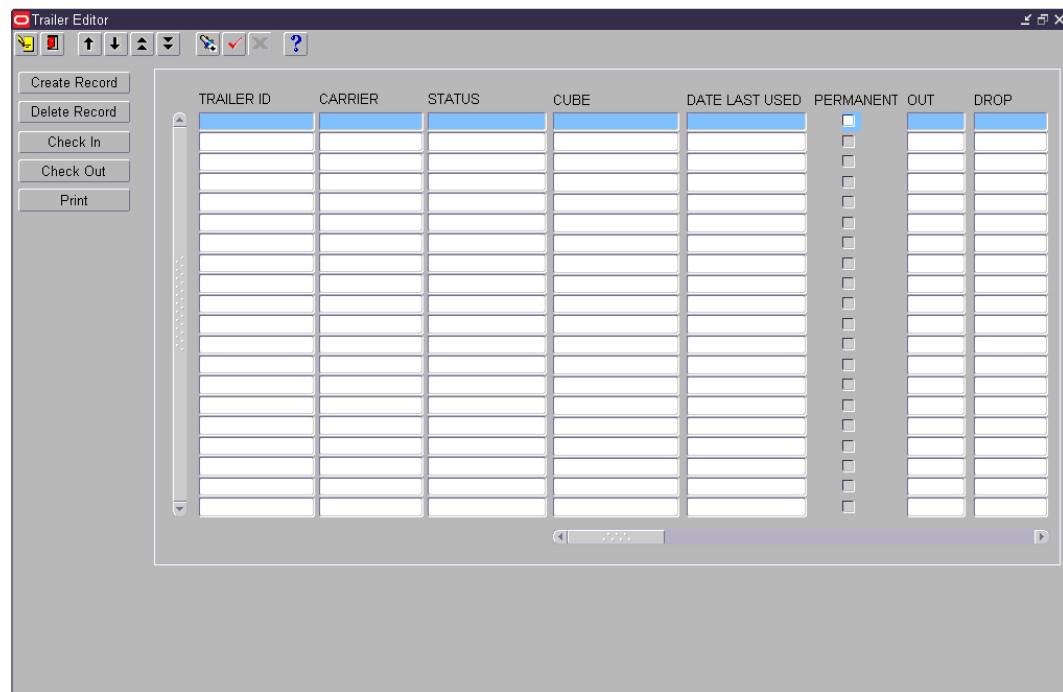 Trailer Editor
Create Record
Delete Record
Check In
Check Out
Print
TRAILER ID CARRIER STATUS CUBE DATE LAST USED PERMANENT OUT DROP